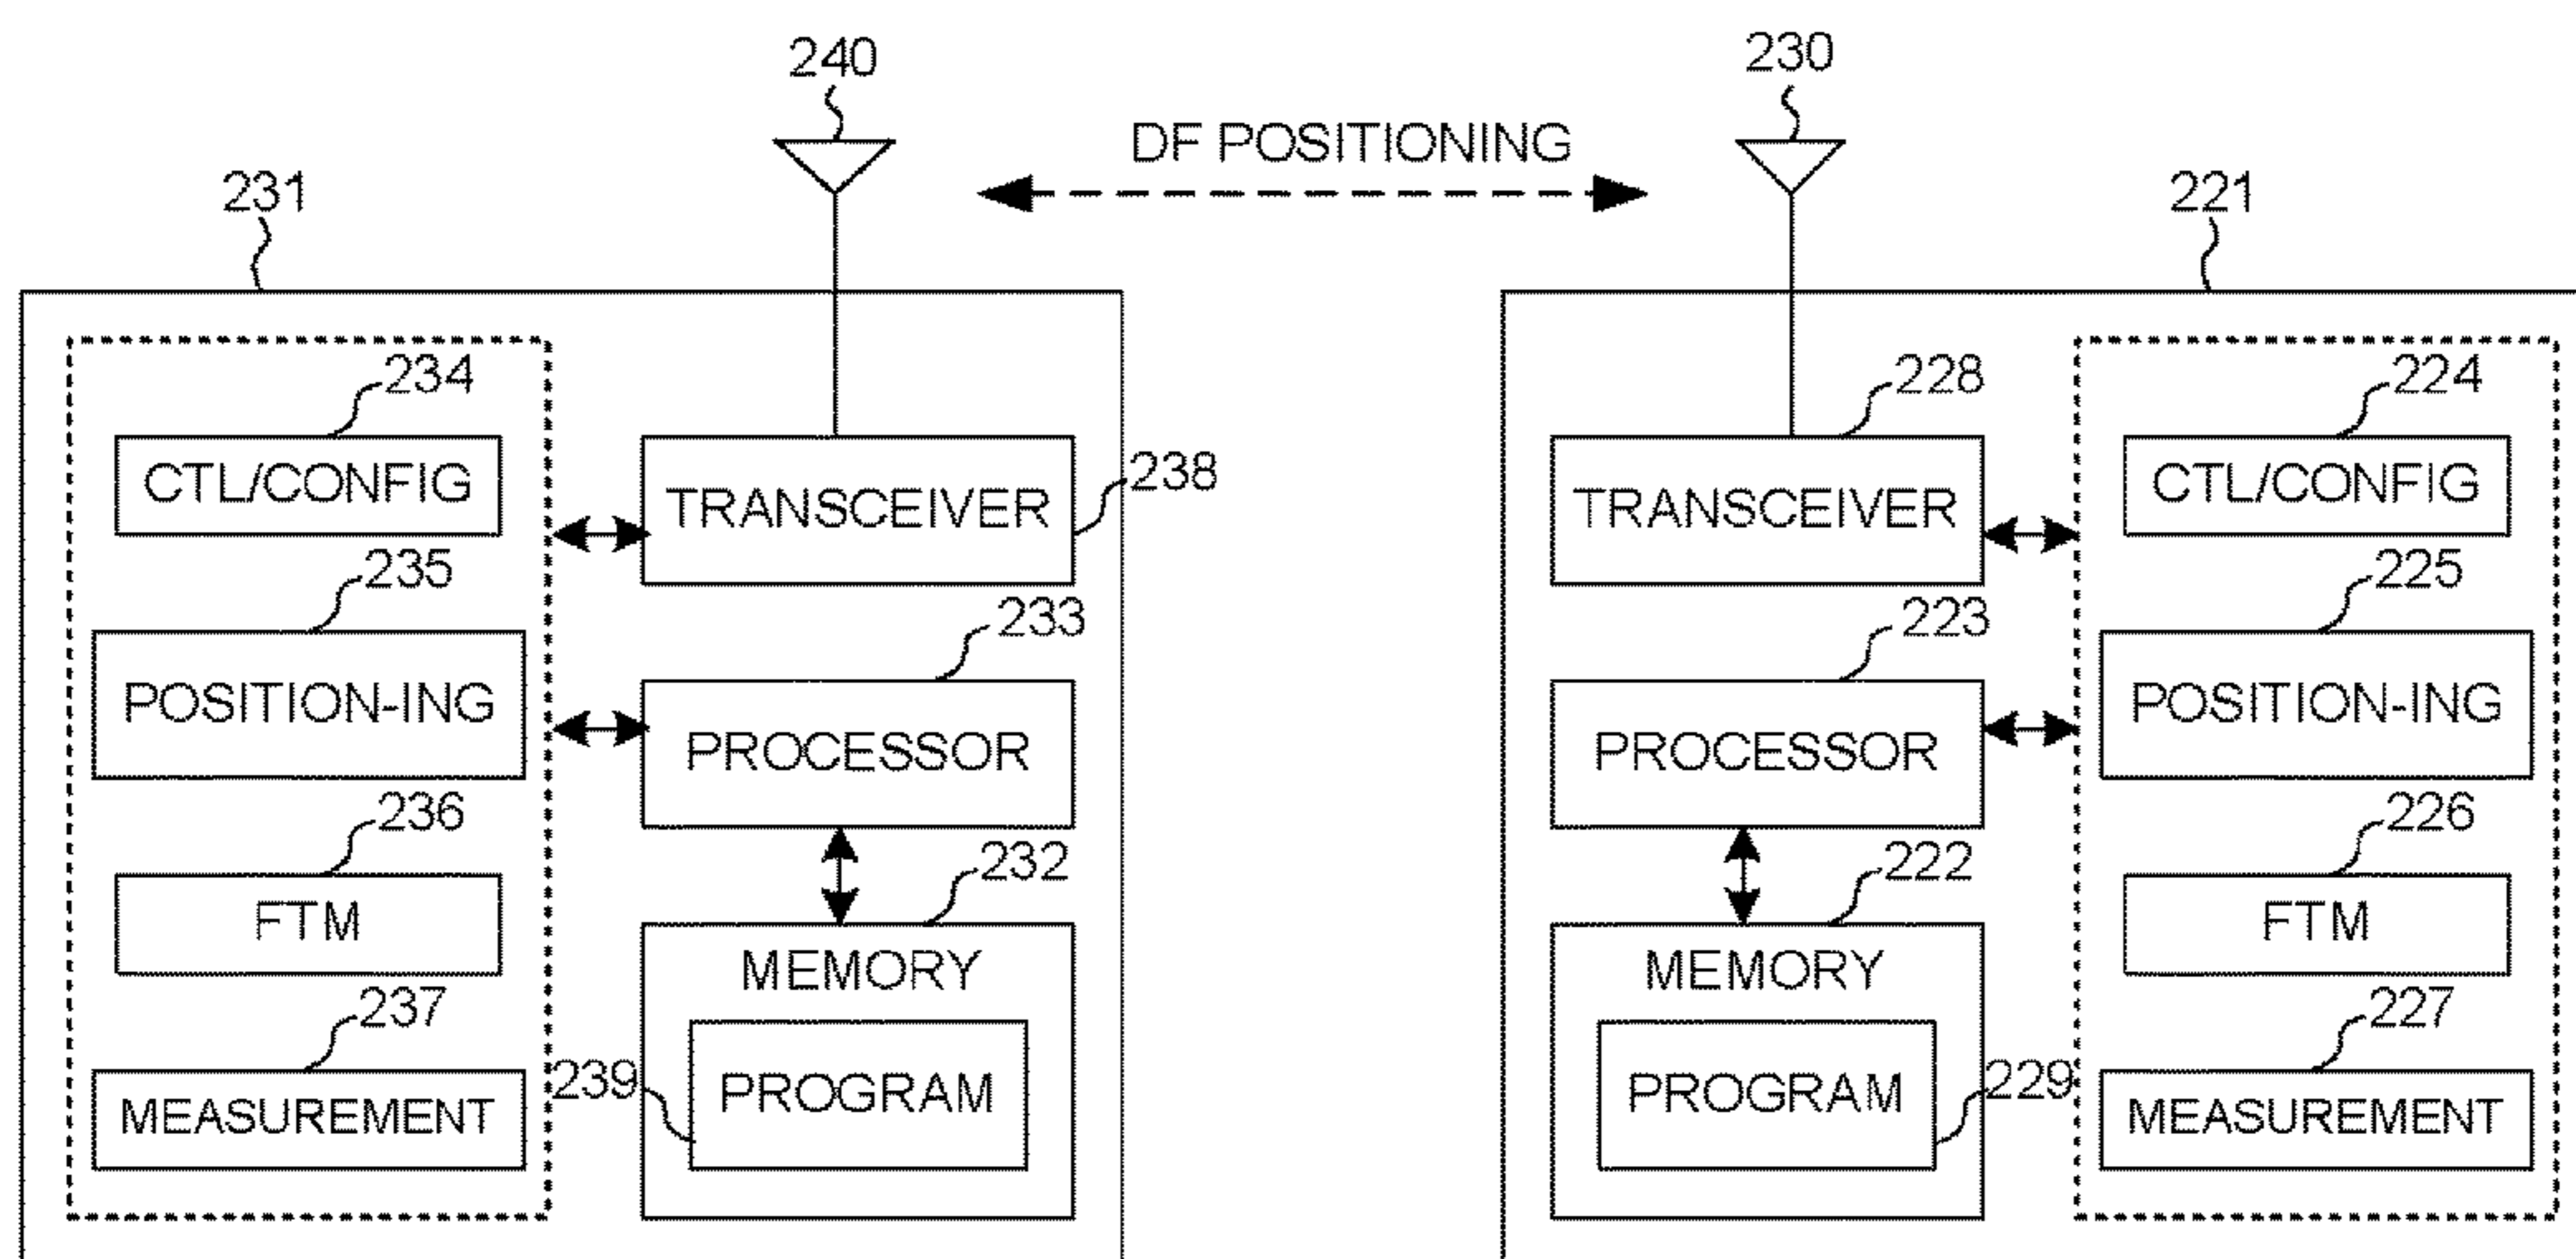 240
230
DF POSITIONING
231
221
234
CTL/CONFIG
238
TRANSCEIVER
235
POSITION-ING
233
PROCESSOR
236
FTM
232
MEMORY
237
MEASUREMENT
239
PROGRAM
228
TRANSCEIVER
224
CTL/CONFIG
223
PROCESSOR
225
POSITION-ING
222
MEMORY
226
FTM
229
PROGRAM
227
MEASUREMENT